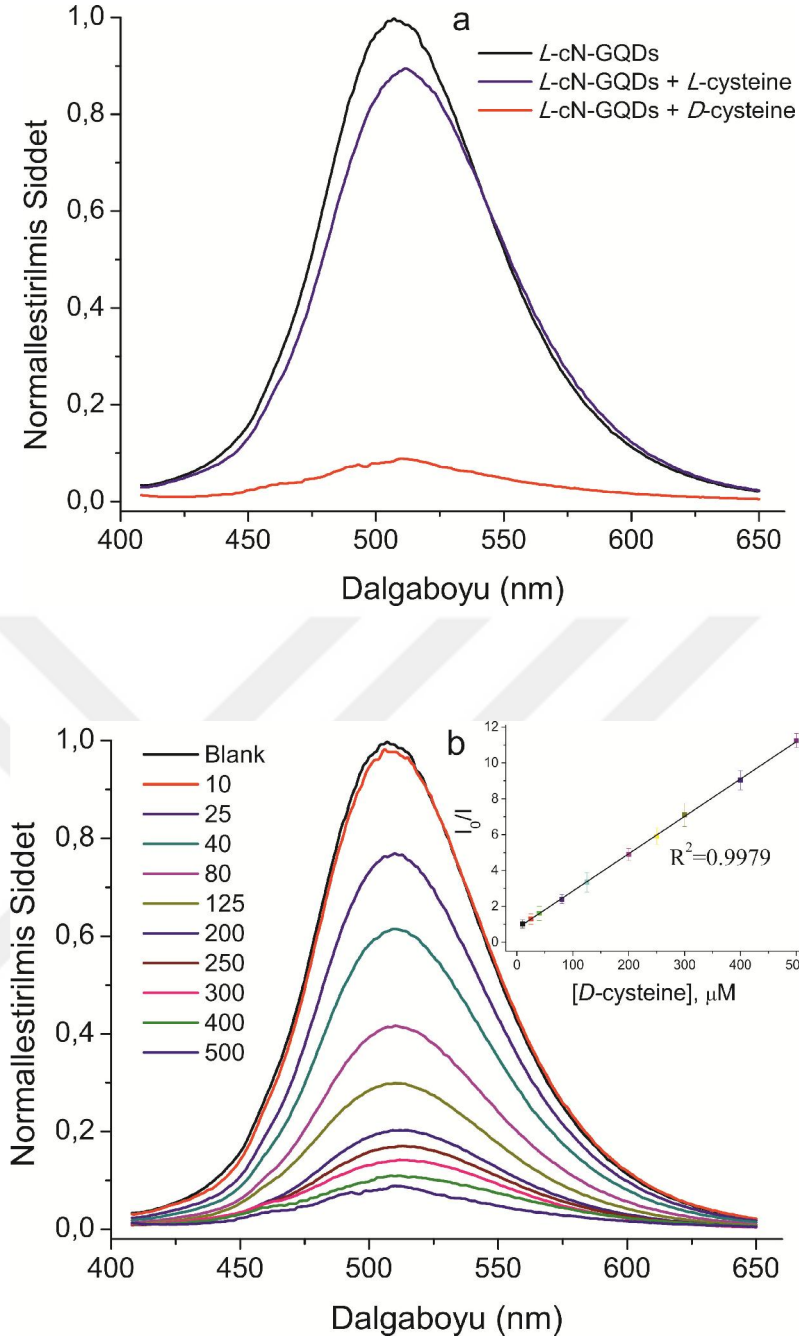 a
L-cN-GQDs
L-cN-GQDs + L-cysteine
L-cN-GQDs + D-cysteine
Normallestirilmis Siddet
1,0
0,8
0,6
0,4
0,2
0,0
400 450 500 550 600 650
Dalgaboyu (nm)
b
Blank
10
25
40
80
125
200
250
300
400
500
Normallestirilmis Siddet
1,0
0,8
0,6
0,4
0,2
0,0
400 450 500 550 600 650
Dalgaboyu (nm)
I0/I
12
10
8
6
4
2
0
R²=0.9979
0 100 200 300 400 500
[D-cysteine], μM